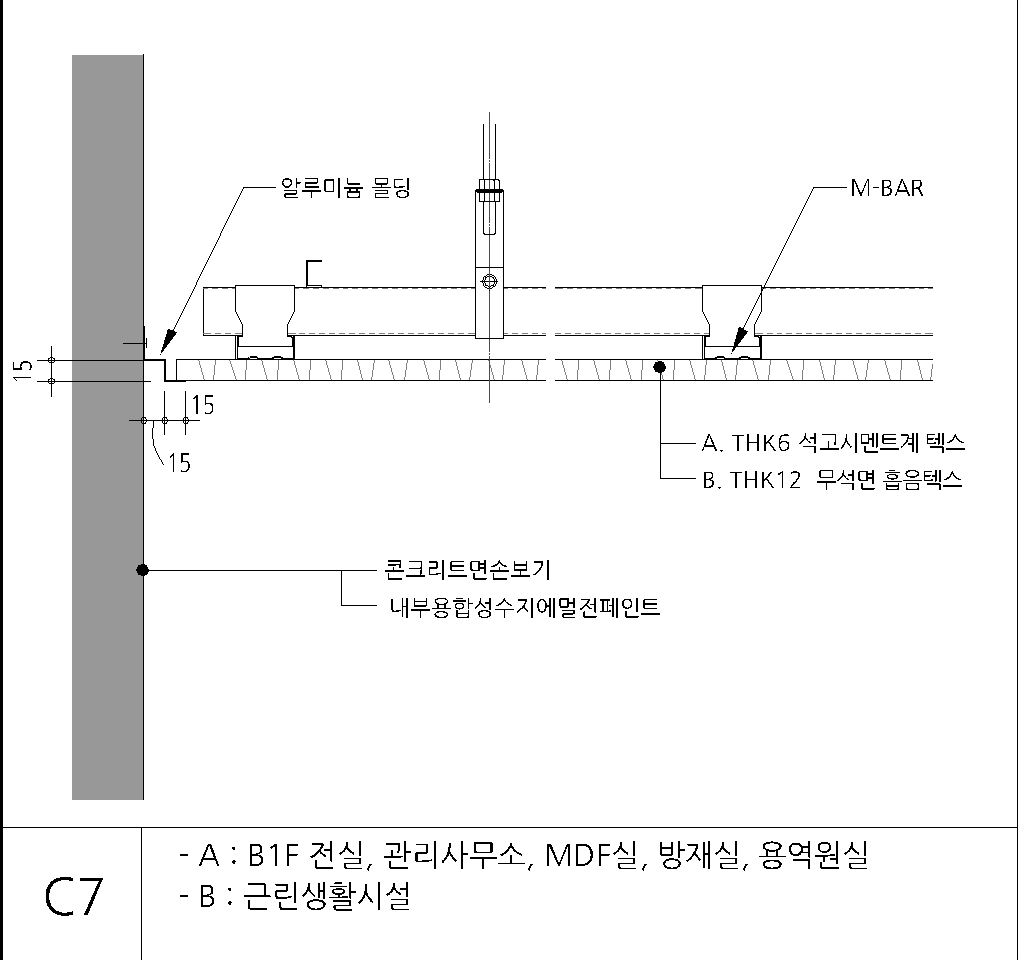 알루미늄 몰딩
M-BAR
15
15
15
A. THK6 석고시멘트계 텍스
B. THK12 무석면 흡음텍스
콘크리트면손보기
내부용합성수지에멀전페인트
C7
- A : B1F 전실, 관리사무소, MDF실, 방재실, 용역원실
- B : 근린생활시설